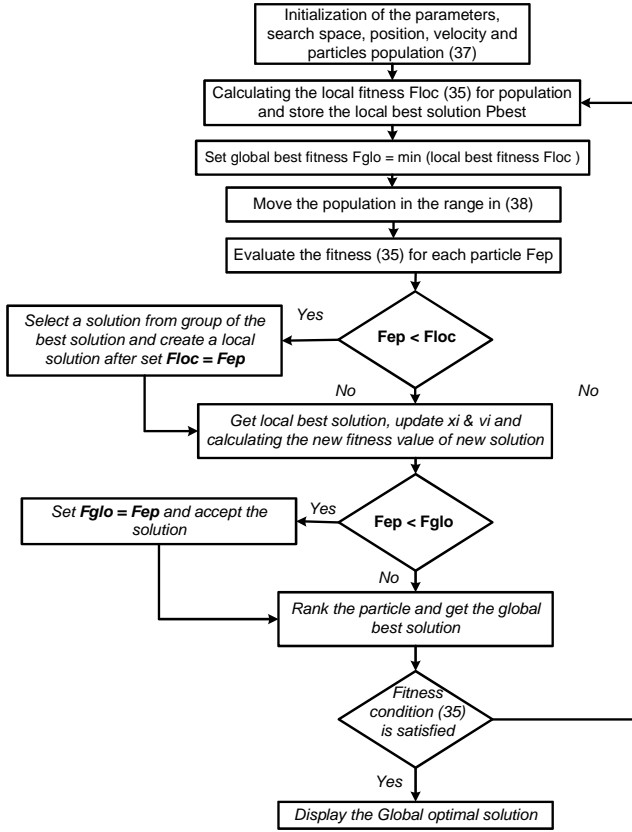 Initialization of the parameters,
search space, position, velocity and
particles population (37)
Calculating the local fitness Floc (35) for population
and store the local best solution Pbest
Set global best fitness Fglo = min (local best fitness Floc )
Move the population in the range in (38)
Evaluate the fitness (35) for each particle Fep
Yes
Select a solution from group of the
best solution and create a local
solution after set Floc = Fep
Fep < Floc
No
No
Get local best solution, update xi & vi and
calculating the new fitness value of new solution
Yes
Set Fglo = Fep and accept the
solution
Fep < Fglo
No
Rank the particle and get the global
best solution
Fitness
condition (35)
is satisfied
Yes
Display the Global optimal solution